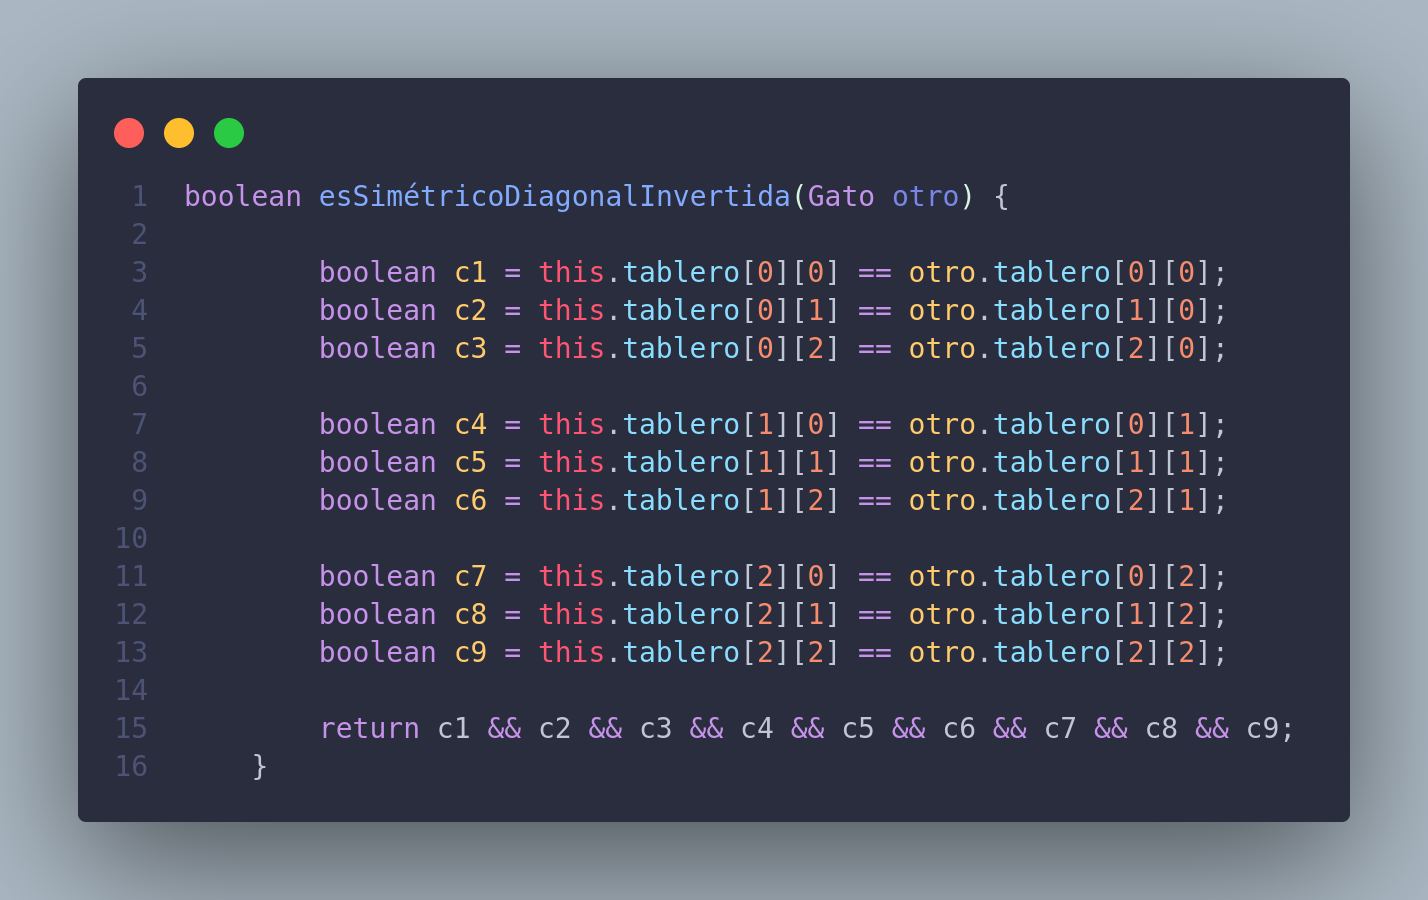 1 boolean esSimétricoDiagonalInvertida(Gato otro) {
2
3 boolean c1 = this.tablero[0][0] == otro.tablero[0][0];
4 boolean c2 = this.tablero[0][1] == otro.tablero[1][0];
5 boolean c3 = this.tablero[0][2] == otro.tablero[2][0];
6
7 boolean c4 = this.tablero[1][0] == otro.tablero[0][1];
8 boolean c5 = this.tablero[1][1] == otro.tablero[1][1];
9 boolean c6 = this.tablero[1][2] == otro.tablero[2][1];
10
11 boolean c7 = this.tablero[2][0] == otro.tablero[0][2];
12 boolean c8 = this.tablero[2][1] == otro.tablero[1][2];
13 boolean c9 = this.tablero[2][2] == otro.tablero[2][2];
14
15 return c1 && c2 && c3 && c4 && c5 && c6 && c7 && c8 && c9;
16 }